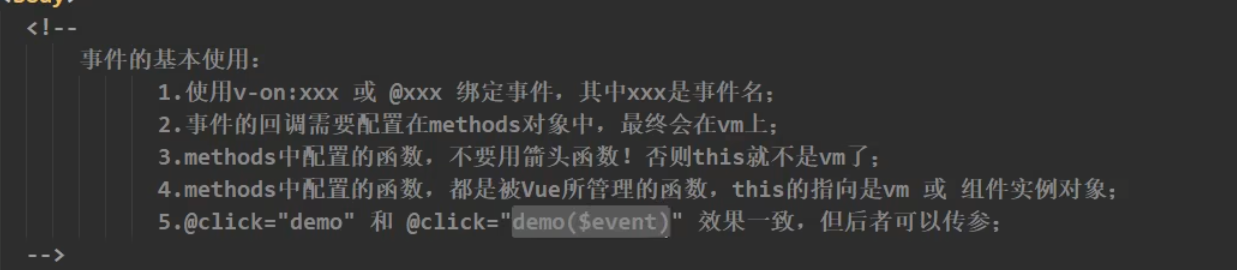 <body>
<!--
事件的基本使用:
1.使用v-on:xxx 或 @xxx 绑定事件，其中xxx是事件名;
2.事件的回调需要配置在methods对象中，最终会在vm上;
3.methods中配置的函数，不要用箭头函数！否则this就不是vm了;
4.methods中配置的函数，都是被Vue所管理的函数，this的指向是vm 或 组件实例对象;
5.@click="demo" 和 @click="demo($event)" 效果一致，但后者可以传参;
-->